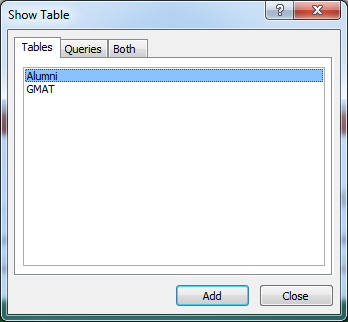 Show Table
?
Tables Queries Both
Alumni
GMAT
Add Close